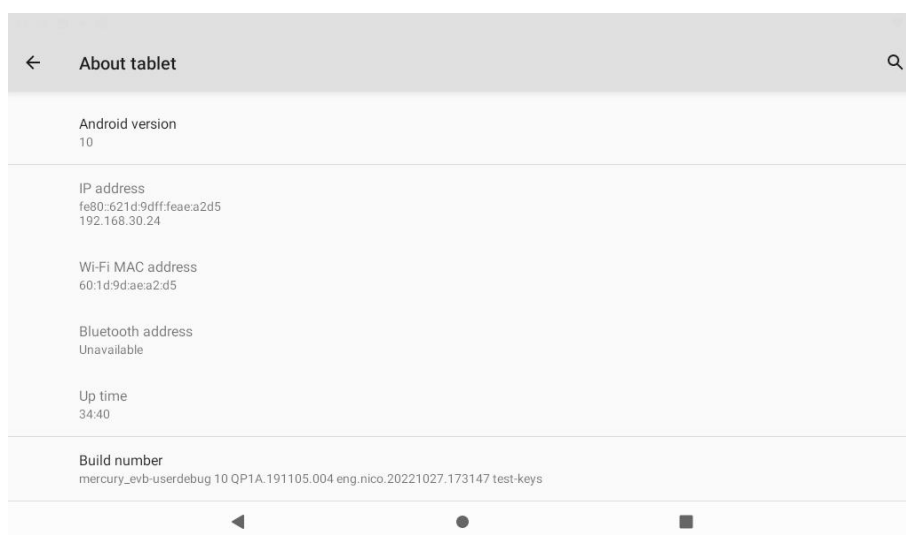 About tablet
Android version
10
IP address
fe80::621d:9dff:feae:a2d5
192.168.30.24
Wi-Fi MAC address
60:1d:9d:ae:a2:d5
Bluetooth address
Unavailable
Up time
34:40
Build number
mercury_evb-userdebug 10 QP1A.191105.004 eng.nico.20221027.173147 test-keys